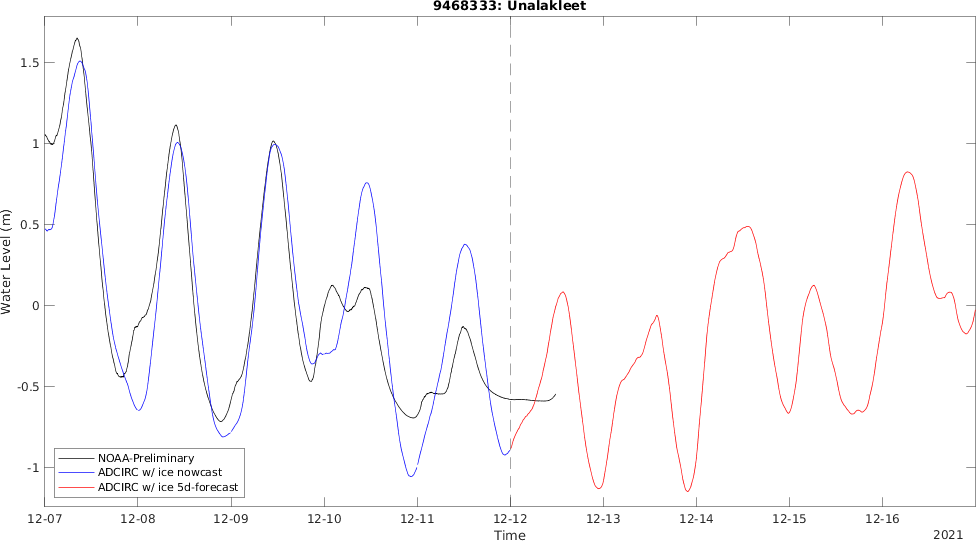 9468333: Unalakleet
Water Level (m)
1.5
1
0.5
0
-0.5
-1
NOAA-Preliminary
ADCIRC w/ ice nowcast
ADCIRC w/ ice 5d-forecast
12-07 12-08 12-09 12-10 12-11 12-12 12-13 12-14 12-15 12-16
Time
2021